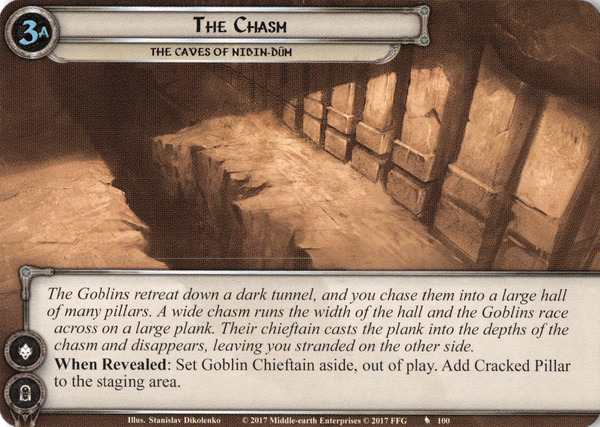 3A
The Chasm
The Caves of Nibin-Dûm
The Goblins retreat down a dark tunnel, and you chase them into a large hall
of many pillars. A wide chasm runs the width of the hall and the Goblins race
across on a large plank. Their chieftain casts the plank into the depths of the
chasm and disappears, leaving you stranded on the other side.
When Revealed: Set Goblin Chieftain aside, out of play. Add Cracked Pillar
to the staging area.
Illus. Stanislav Dikolenko © 2017 Middle-earth Enterprises © 2017 FFG 100